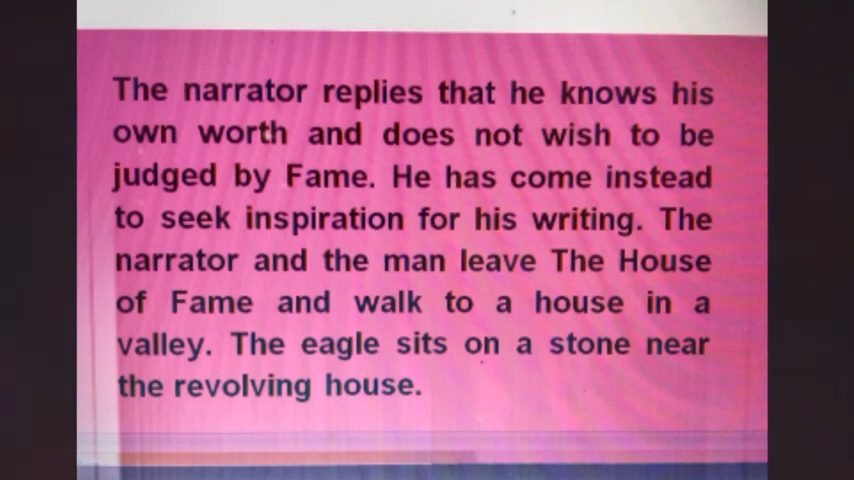 The narrator replies that he knows his
own worth and does not wish to be
judged by Fame. He has come instead
to seek inspiration for his writing. The
narrator and the man leave The House
of Fame and walk to a house in a
valley. The eagle sits on a stone near
the revolving house.